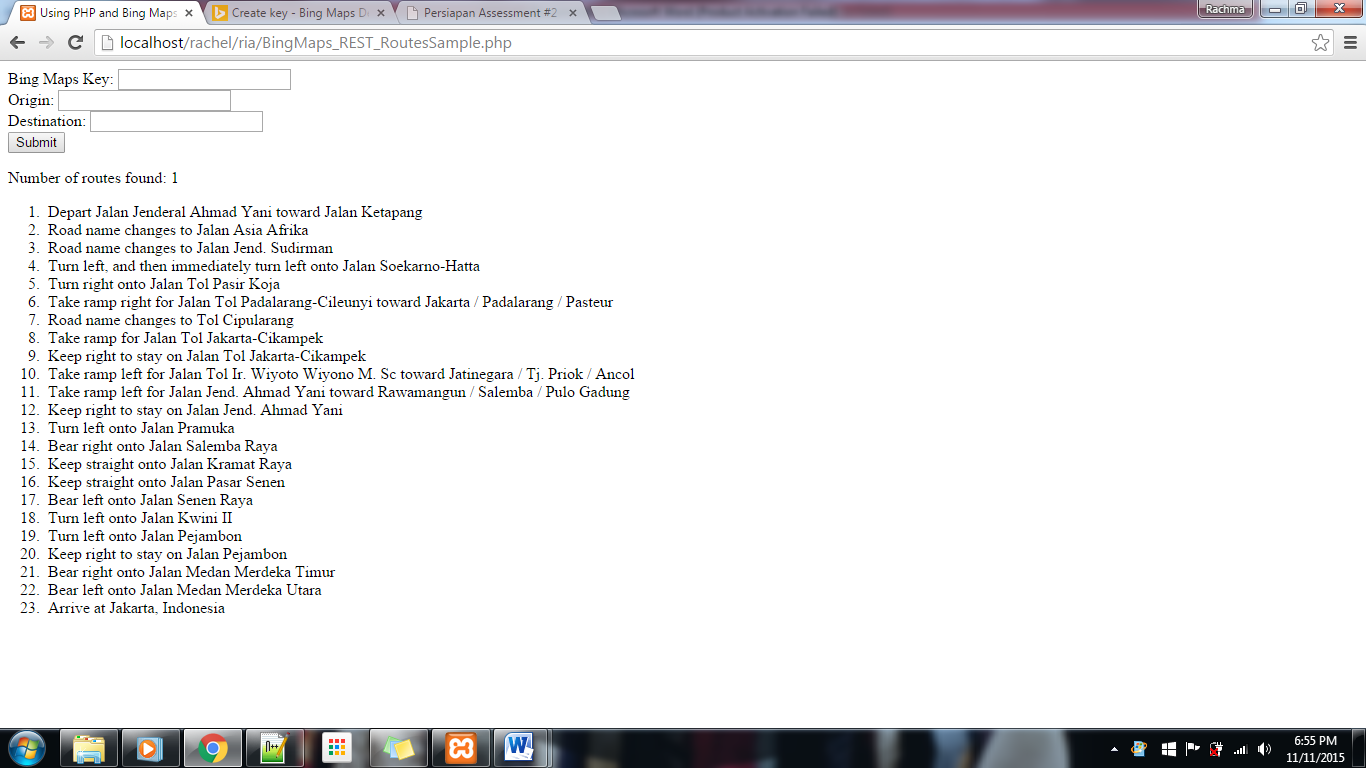 Using PHP and Bing Maps
Create key - Bing Maps D
Persiapan Assessment #2
Rachma
localhost/rachel/ria/BingMaps_REST_RoutesSample.php
Bing Maps Key:
Origin:
Destination:
Submit
Number of routes found: 1
1. Depart Jalan Jenderal Ahmad Yani toward Jalan Ketapang
2. Road name changes to Jalan Asia Afrika
3. Road name changes to Jalan Jend. Sudirman
4. Turn left, and then immediately turn left onto Jalan Soekarno-Hatta
5. Turn right onto Jalan Tol Pasir Koja
6. Take ramp right for Jalan Tol Padalarang-Cileunyi toward Jakarta / Padalarang / Pasteur
7. Road name changes to Tol Cipularang
8. Take ramp for Jalan Tol Jakarta-Cikampek
9. Keep right to stay on Jalan Tol Jakarta-Cikampek
10. Take ramp left for Jalan Tol Ir. Wiyoto Wiyono M. Sc toward Jatinegara / Tj. Priok / Ancol
11. Take ramp left for Jalan Jend. Ahmad Yani toward Rawamangun / Salemba / Pulo Gadung
12. Keep right to stay on Jalan Jend. Ahmad Yani
13. Turn left onto Jalan Pramuka
14. Bear right onto Jalan Salemba Raya
15. Keep straight onto Jalan Kramat Raya
16. Keep straight onto Jalan Pasar Senen
17. Bear left onto Jalan Senen Raya
18. Turn left onto Jalan Kwini II
19. Turn left onto Jalan Pejambon
20. Keep right to stay on Jalan Pejambon
21. Bear right onto Jalan Medan Merdeka Timur
22. Bear left onto Jalan Medan Merdeka Utara
23. Arrive at Jakarta, Indonesia
6:55 PM
11/11/2015